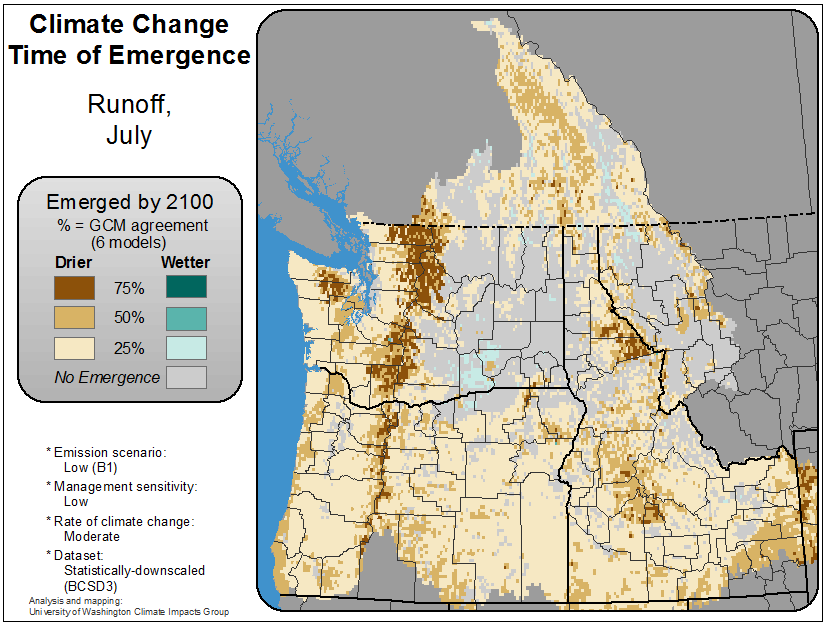 Climate Change
Time of Emergence
Runoff,
July
Emerged by 2100
% = GCM agreement
(6 models)
Drier Wetter
75%
50%
25%
No Emergence
* Emission scenario:
Low (B1)
* Management sensitivity:
Low
* Rate of climate change:
Moderate
* Dataset:
Statistically-downscaled
(BCSD3)
Analysis and mapping:
University of Washington Climate Impacts Group